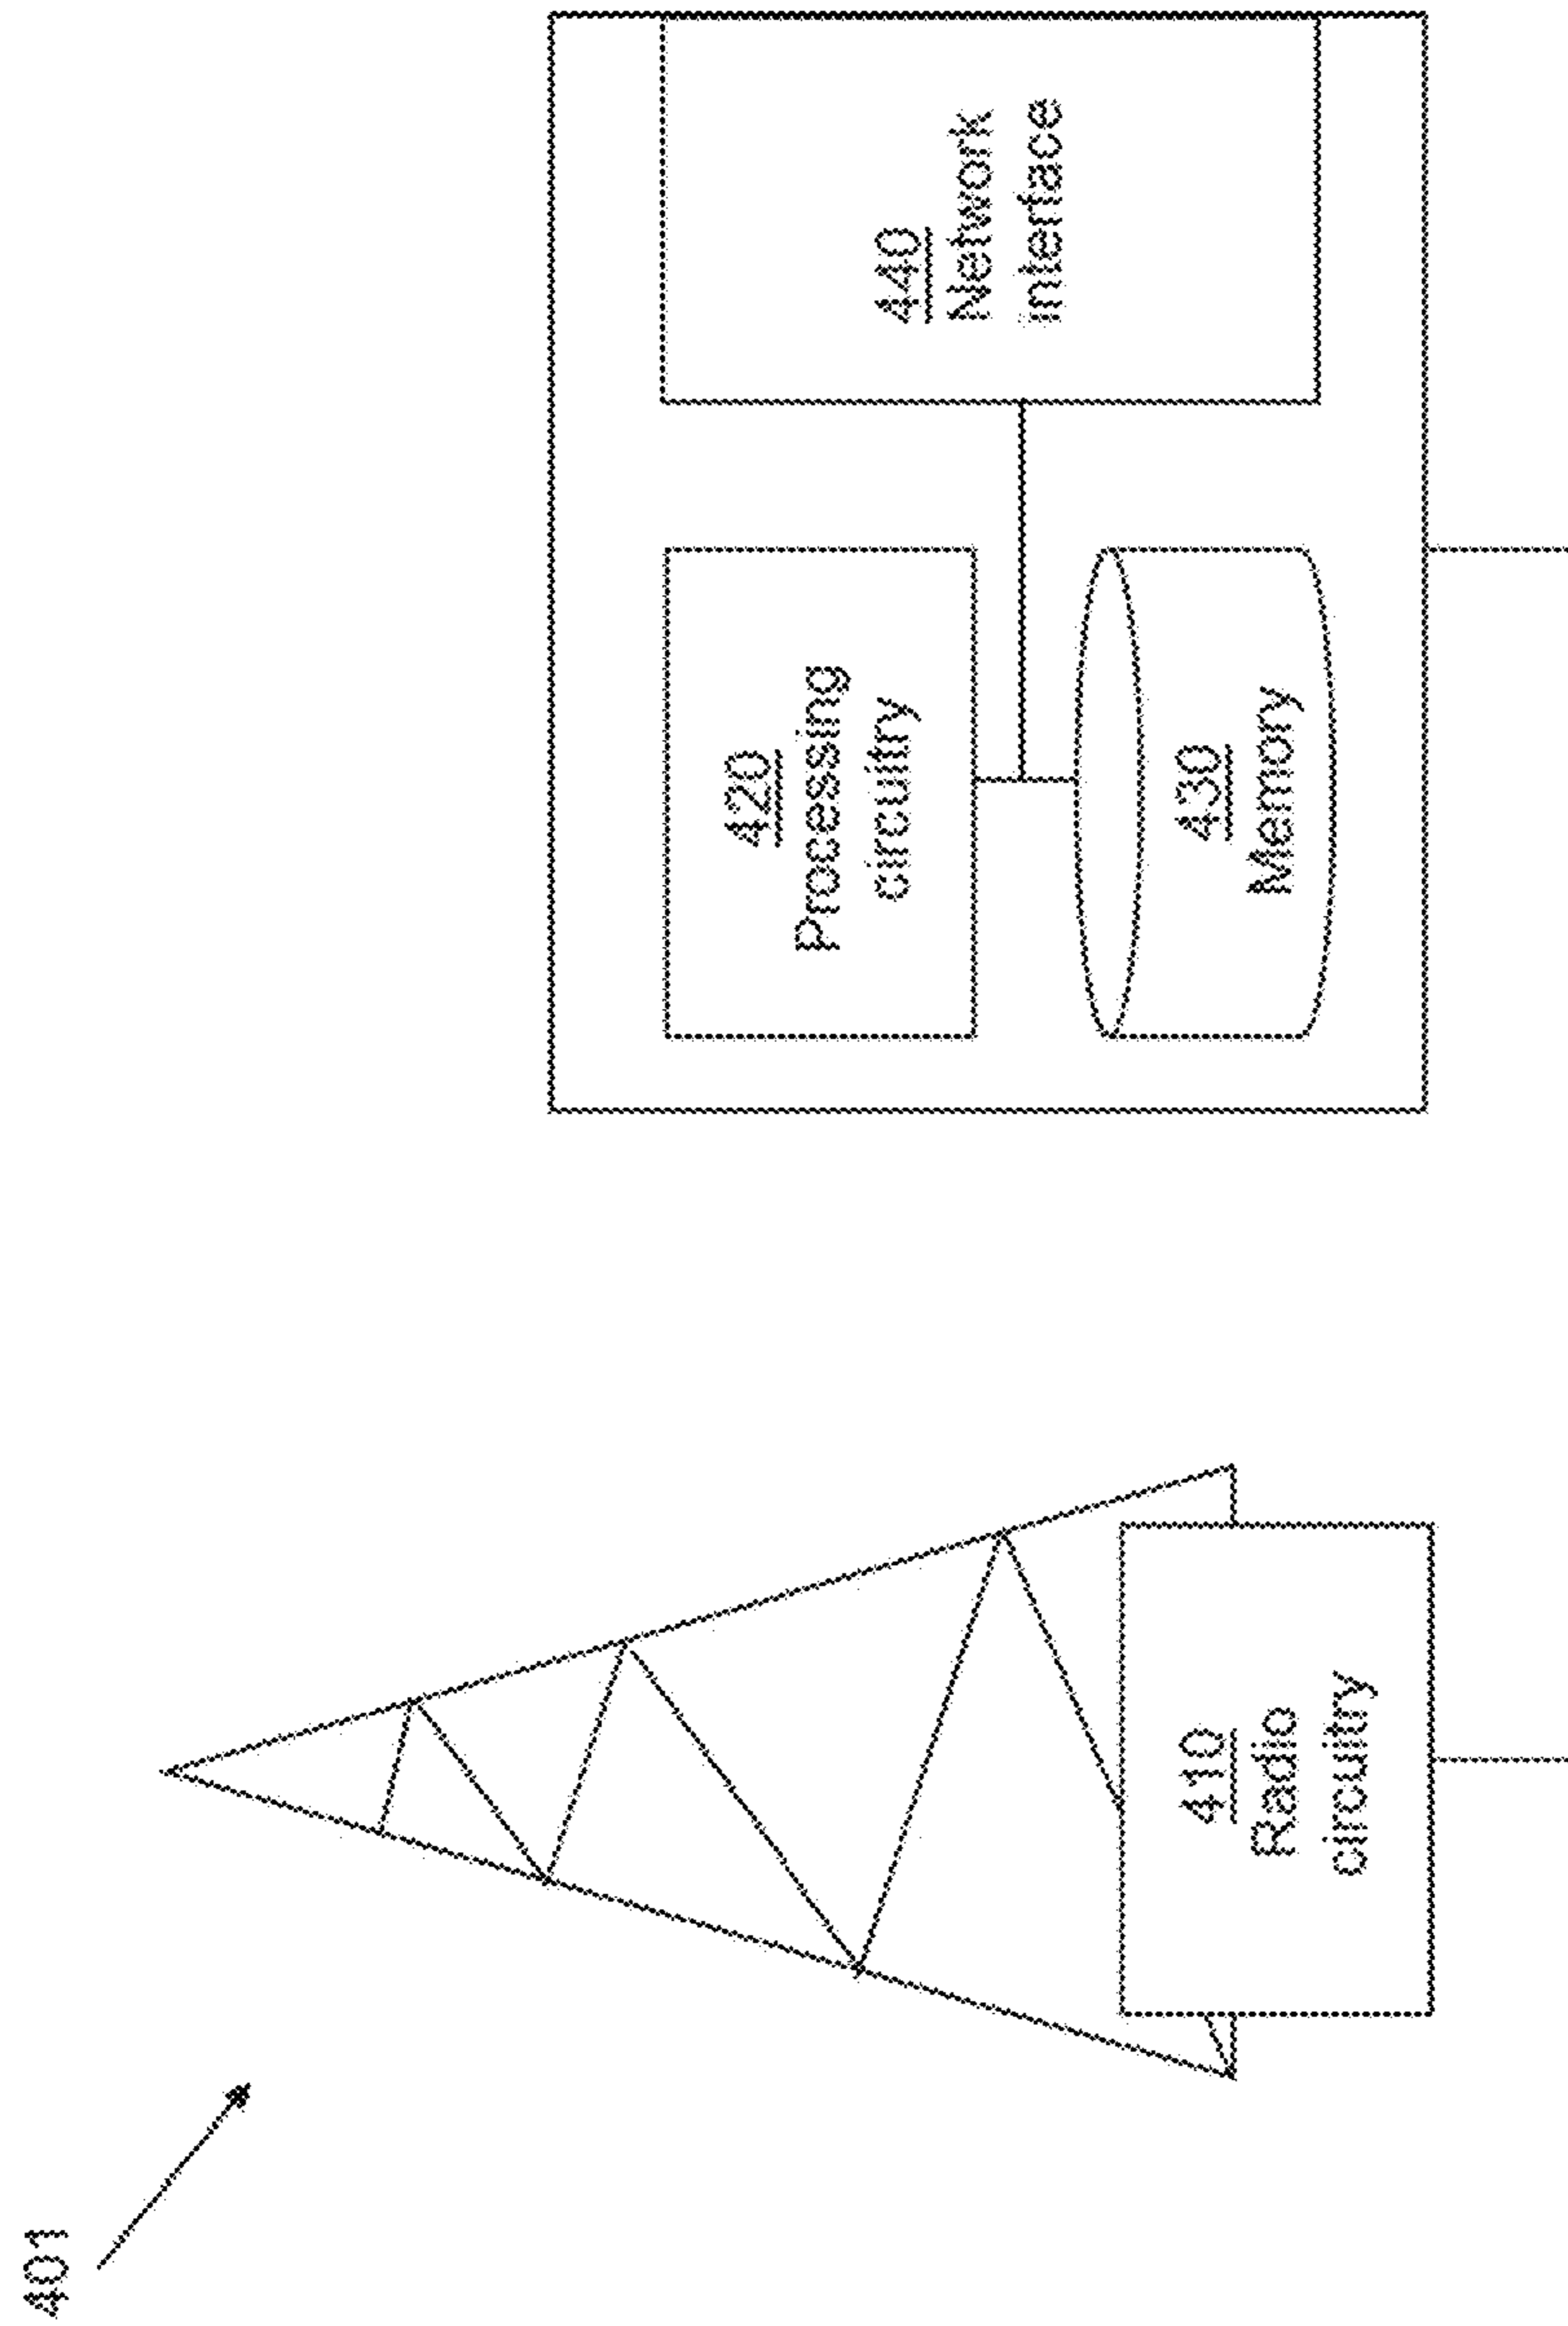 401
410
Radio
circuitry
420
Processing
circuitry
430
Memory
440
Network
interface